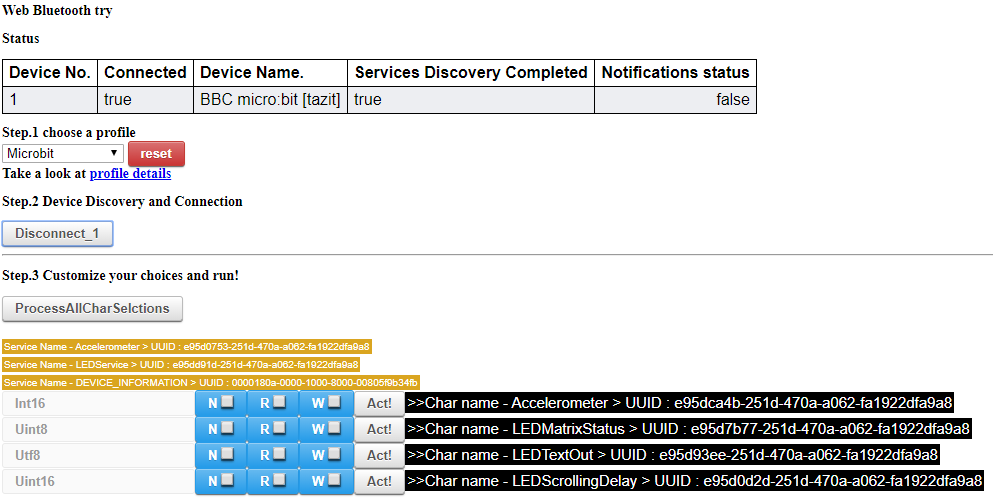 Web Bluetooth try
Status
Device No. Connected Device Name. Services Discovery Completed Notifications status
1 true BBC micro:bit [tazit] true false
Step.1 choose a profile
Microbit reset
Take a look at profile details
Step.2 Device Discovery and Connection
Disconnect_1
Step.3 Customize your choices and run!
ProcessAllCharSelctions
Service Name - Accelerometer > UUID : e95d0753-251d-470a-a062-fa1922dfa9a8
Service Name - LEDService > UUID : e95dd91d-251d-470a-a062-fa1922dfa9a8
Service Name - DEVICE_INFORMATION > UUID : 0000180a-0000-1000-8000-00805f9b34fb
Int16 N R W Act! >>Char name - Accelerometer > UUID : e95dca4b-251d-470a-a062-fa1922dfa9a8
Uint8 N R W Act! >>Char name - LEDMatrixStatus > UUID : e95d7b77-251d-470a-a062-fa1922dfa9a8
Utf8 N R W Act! >>Char name - LEDTextOut > UUID : e95d93ee-251d-470a-a062-fa1922dfa9a8
Uint16 N R W Act! >>Char name - LEDScrollingDelay > UUID : e95d0d2d-251d-470a-a062-fa1922dfa9a8